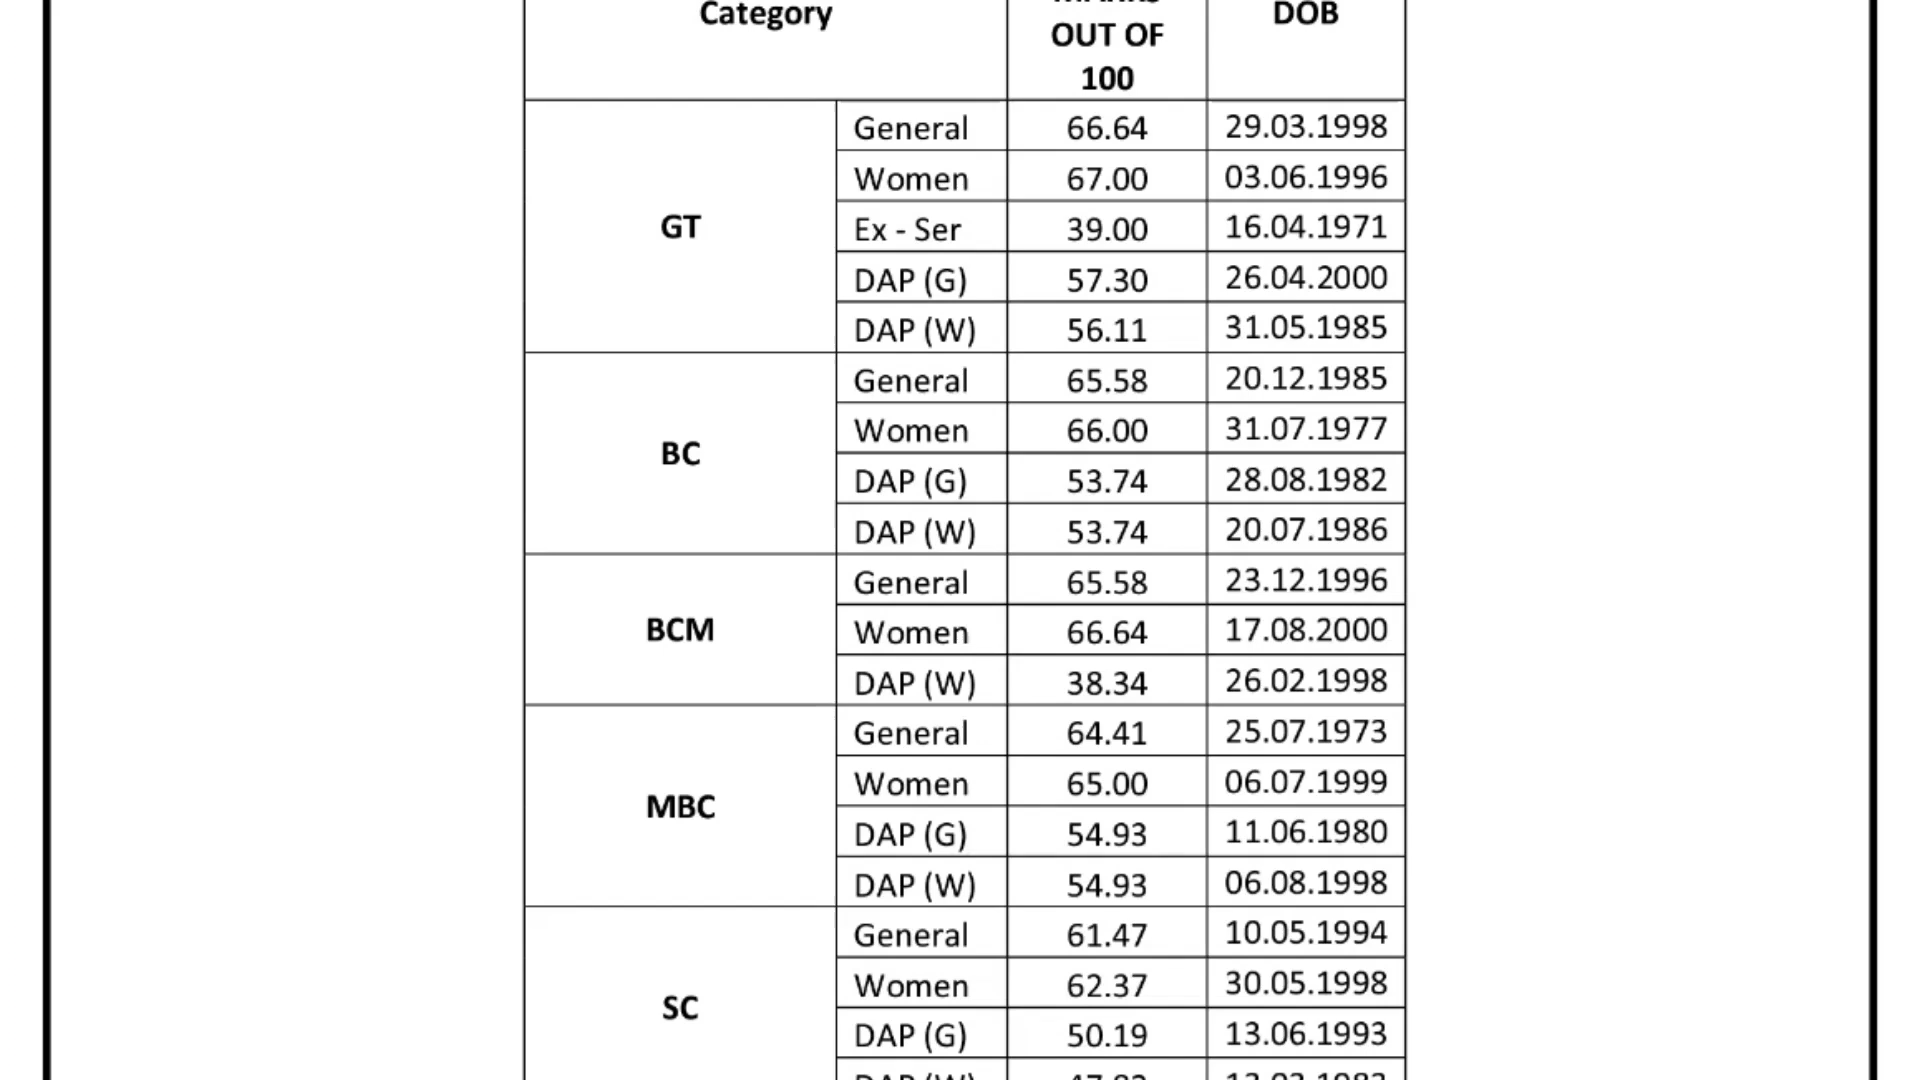 Category
OUT OF
100
DOB
GT
General 66.64 29.03.1998
Women 67.00 03.06.1996
Ex - Ser 39.00 16.04.1971
DAP (G) 57.30 26.04.2000
DAP (W) 56.11 31.05.1985
BC
General 65.58 20.12.1985
Women 66.00 31.07.1977
DAP (G) 53.74 28.08.1982
DAP (W) 53.74 20.07.1986
BCM
General 65.58 23.12.1996
Women 66.64 17.08.2000
DAP (W) 38.34 26.02.1998
MBC
General 64.41 25.07.1973
Women 65.00 06.07.1999
DAP (G) 54.93 11.06.1980
DAP (W) 54.93 06.08.1998
SC
General 61.47 10.05.1994
Women 62.37 30.05.1998
DAP (G) 50.19 13.06.1993